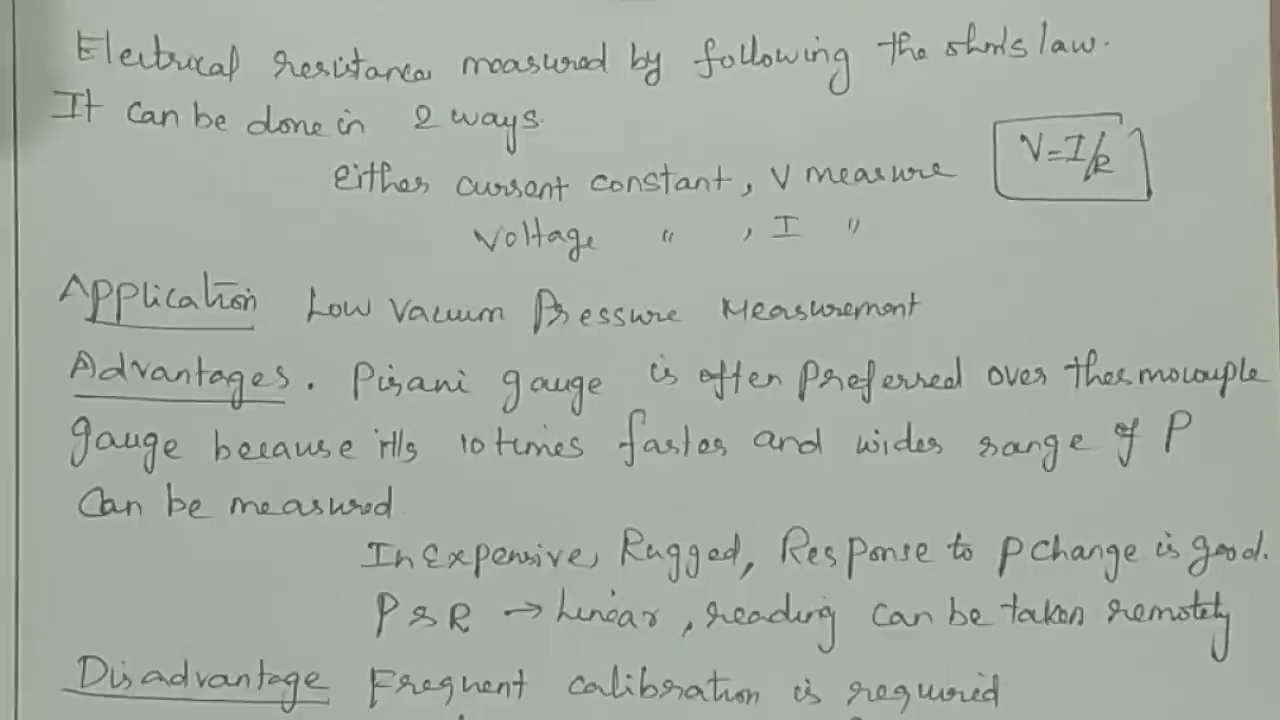 Electrical resistance measured by following the ohm's law.
It can be done in 2 ways
either current constant, V measure
V=I/R
Voltage " , I "
Application Low Vacuum Pressure Measurement
Advantages. Pirani gauge is often preferred over thermocouple
gauge because it's 10 times faster and wider range of P
Can be measured
Inexpensive, Rugged, Response to P change is good.
P & R → Linear, reading can be taken remotely
Disadvantage Frequent calibration is required